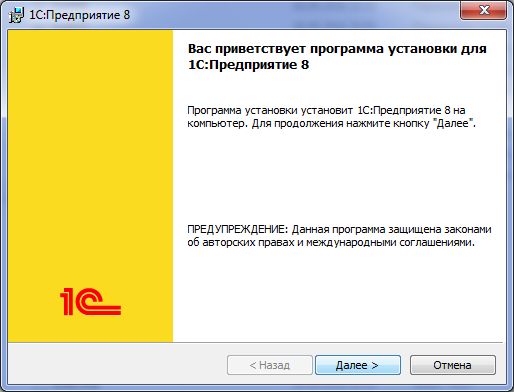 1С:Предприятие 8
Вас приветствует программа установки для
1С:Предприятие 8
Программа установки установит 1С:Предприятие 8 на
компьютер. Для продолжения нажмите кнопку "Далее".
ПРЕДУПРЕЖДЕНИЕ: Данная программа защищена законами
об авторских правах и международными соглашениями.
1С
< Назад
Далее >
Отмена